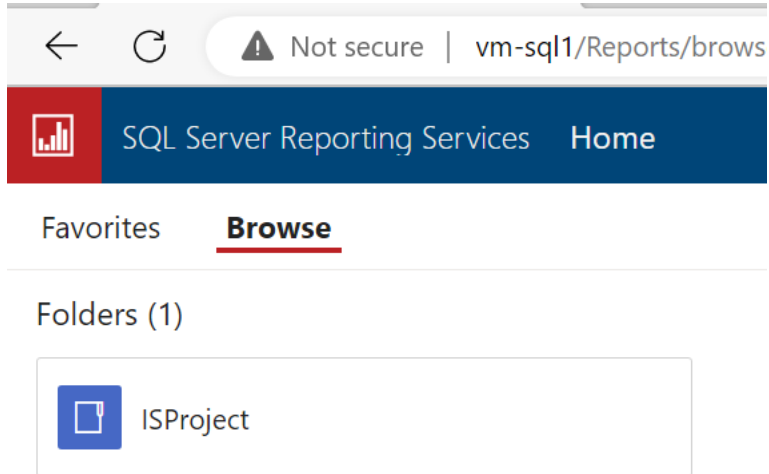 Not secure | vm-sql1/Reports/brows
SQL Server Reporting Services Home
Favorites Browse
Folders (1)
ISProject